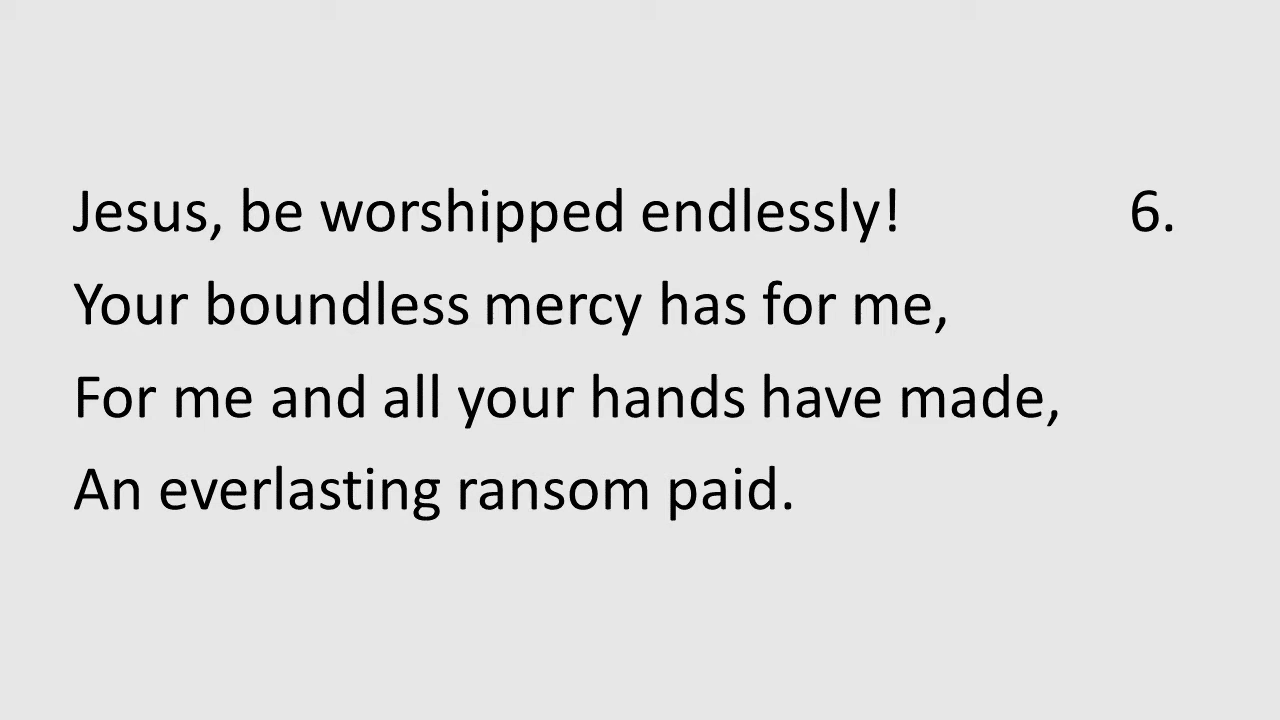 Jesus, be worshipped endlessly! 6.
Your boundless mercy has for me,
For me and all your hands have made,
An everlasting ransom paid.